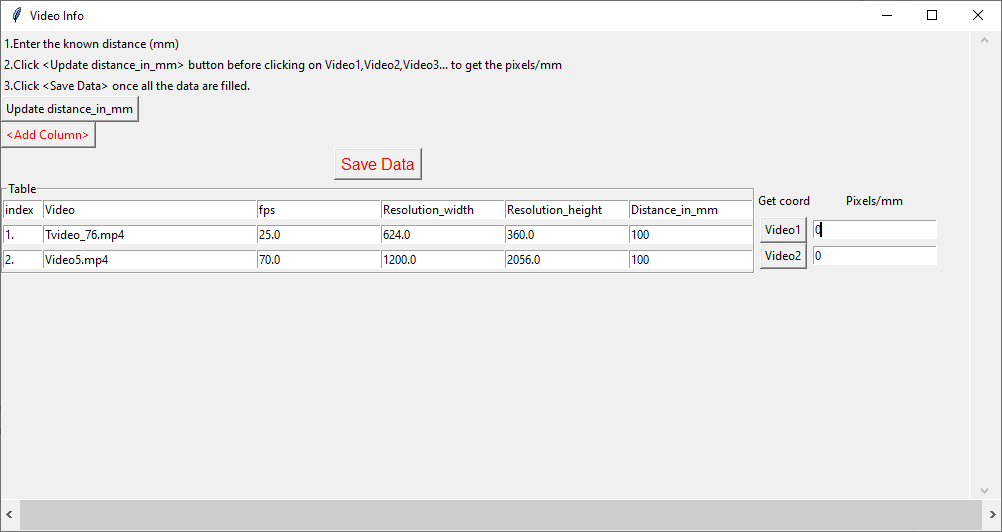 Video Info
1.Enter the known distance (mm)
2.Click <Update distance_in_mm> button before clicking on Video1,Video2,Video3... to get the pixels/mm
3.Click <Save Data> once all the data are filled.
Update distance_in_mm
<Add Column>
Save Data
Table
index Video fps Resolution_width Resolution_height Distance_in_mm
1. Tvideo_76.mp4 25.0 624.0 360.0 100
2. Video5.mp4 70.0 1200.0 2056.0 100
Get coord Pixels/mm
Video1 0
Video2 0